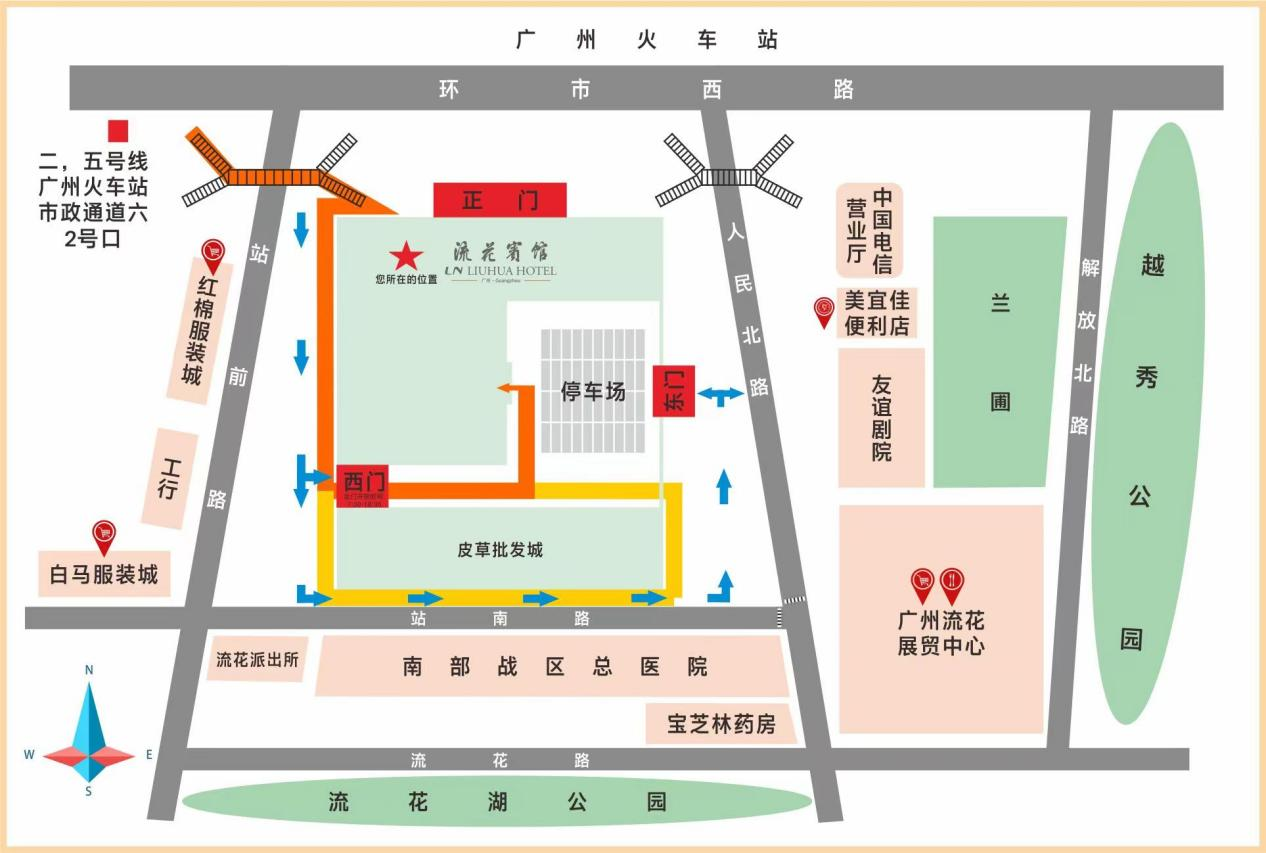 广州火车站
环市西路
二，五号线
广州火车站
市政通道六
2号口
正门
流花賓馆
LN LIUHUA HOTEL
广州·Guangzhou
您所在的位置
站前路
人民北路
解放北路
红棉服装城
工行
白马服装城
中国电信
营业厅
美宜佳
便利店
友谊剧院
兰圃
越秀公园
停车场
东门
西门
皮草批发城
广州流花
展贸中心
站南路
流花派出所
南部战区总医院
宝芝林药房
流花路
流花湖公园
N
W
E
S